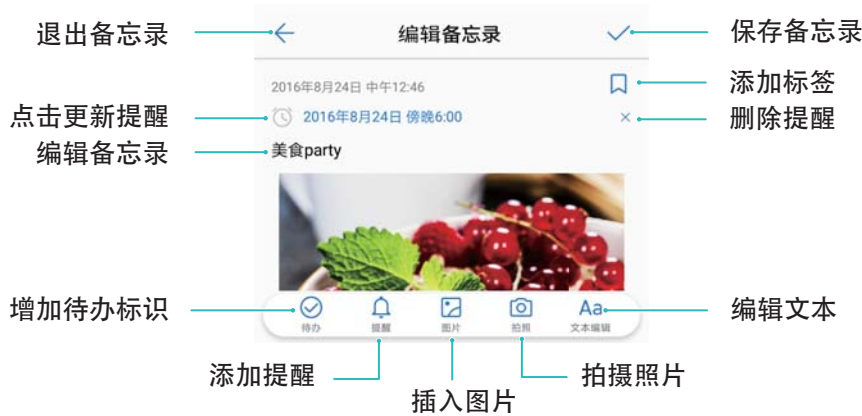 退出备忘录
编辑备忘录
保存备忘录
2016年8月24日 中午12:46
添加标签
点击更新提醒
2016年8月24日 傍晚6:00
删除提醒
编辑备忘录
美食party
增加待办标识
待办
提醒
图片
拍照
Aa
文本编辑
编辑文本
添加提醒
插入图片
拍摄照片